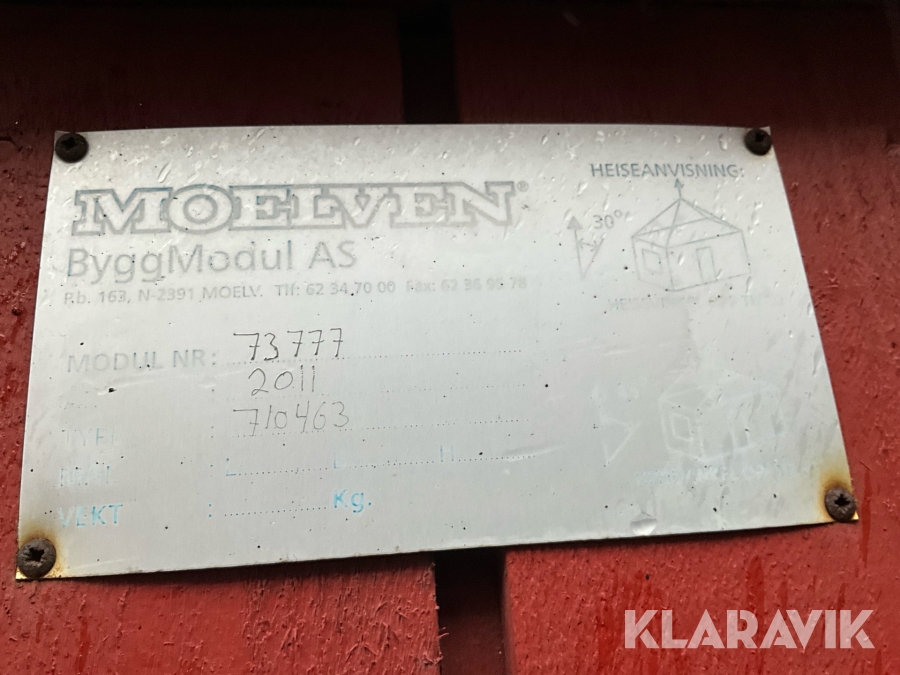 MOELVEN®
ByggModul AS
P.b. 163, N-2391 MOELV. Tlf: 62 34 70 00 Fax: 62 36 99 78
HEISEANVISNING:
30°
MODUL NR: 73777
2011
TYPE : 710463
L B H
VEKT : Kg.
KLARAVIK